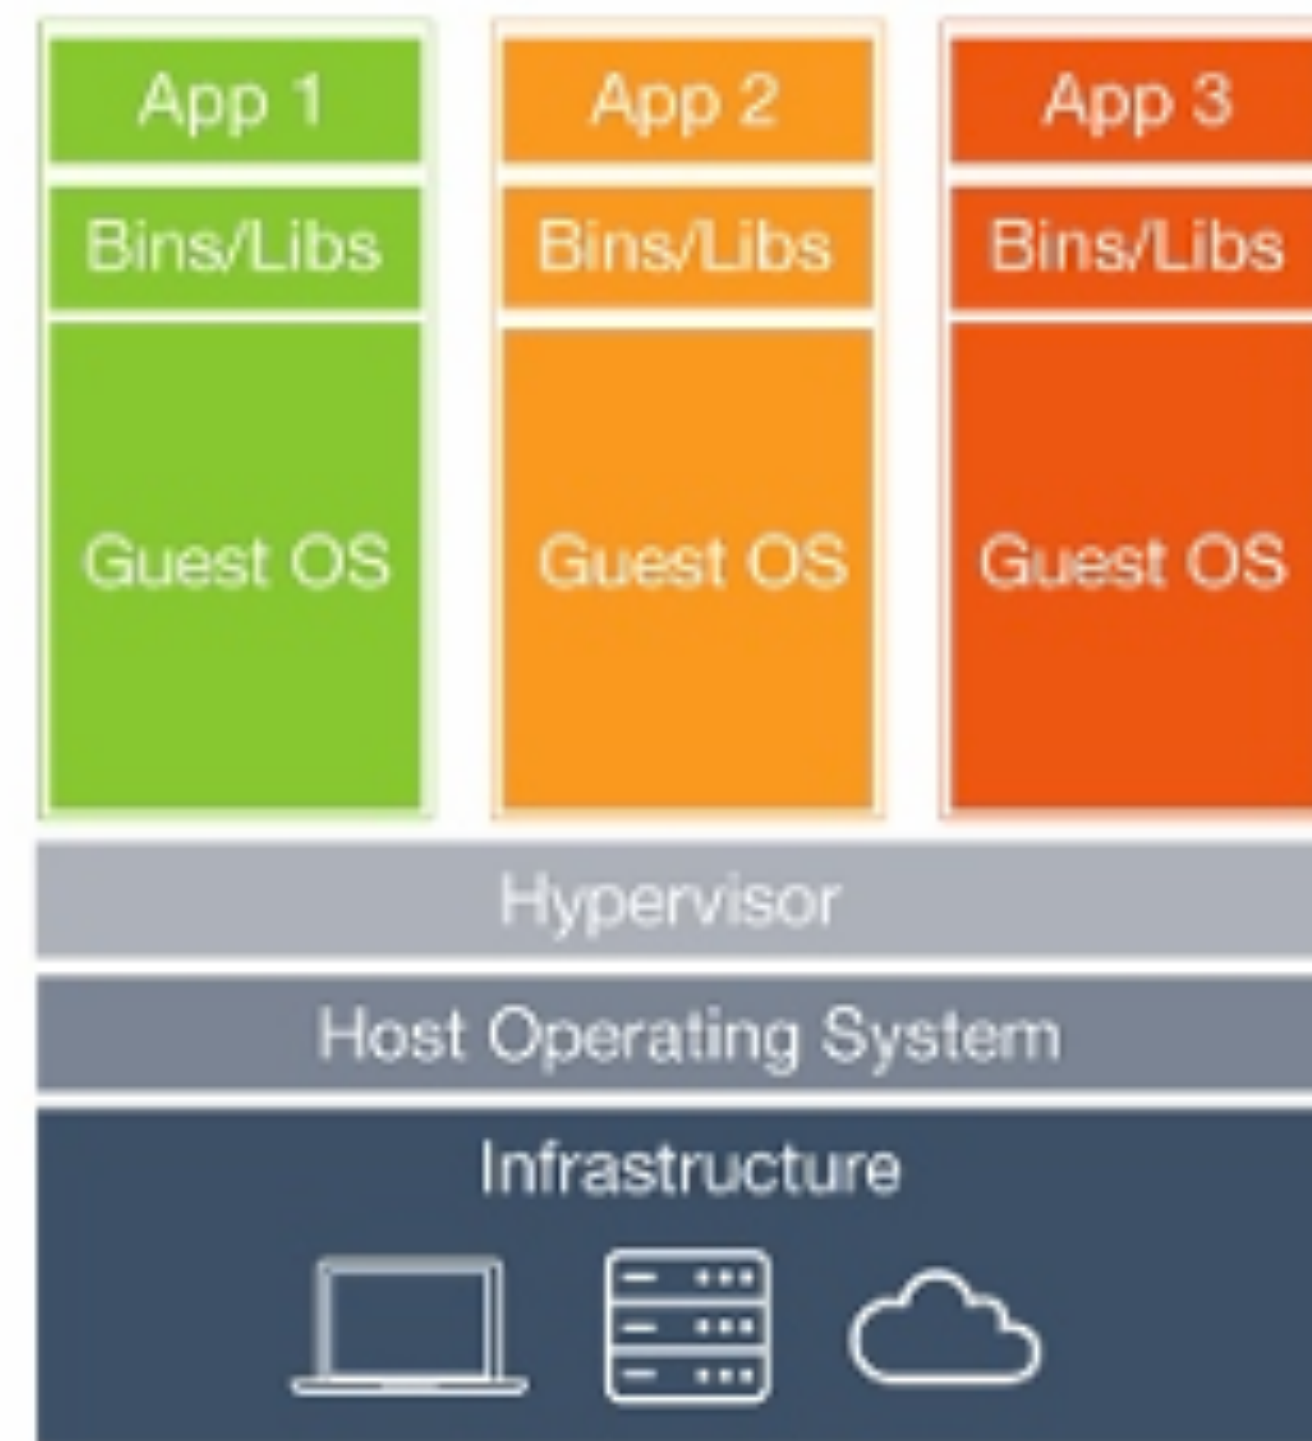 App 1 App 2 App 3
Bins/Libs Bins/Libs Bins/Libs
Guest OS Guest OS Guest OS
Hypervisor
Host Operating System
Infrastructure